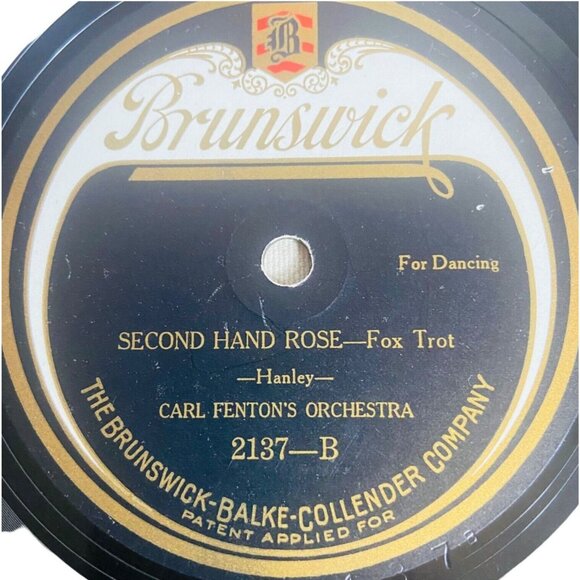 B
Brunswick
For Dancing
SECOND HAND ROSE—Fox Trot
—Hanley—
CARL FENTON'S ORCHESTRA
2137—B
THE BRUNSWICK-BALKE-COLLENDER COMPANY
PATENT APPLIED FOR